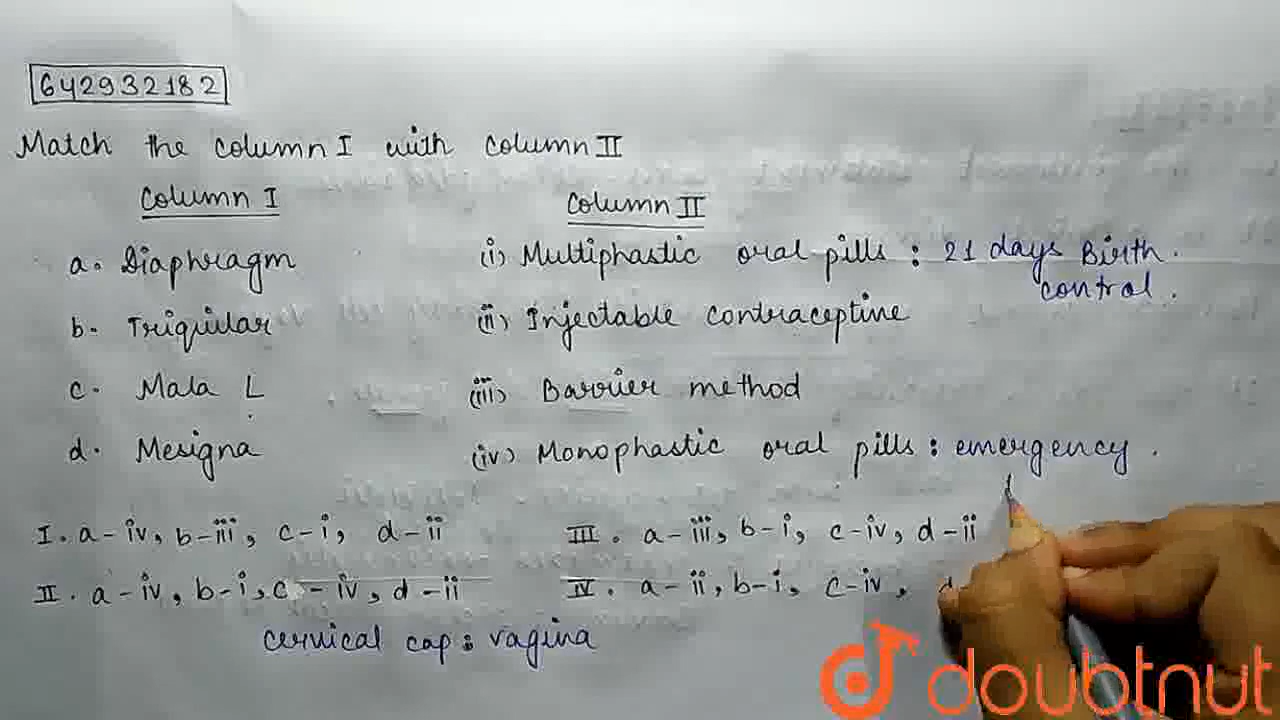 642932182
Match the column I with column II
Column I
Column II
a. Diaphragm
(i) Multiphastic oral pills : 21 days Birth.
control.
b. Triquilar
(ii) Injectable contraceptine
c. Mala L
(iii) Barrier method
d. Mesigna
(iv) Monophastic oral pills : emergency.
I. a-iv, b-iii, c-i, d-ii
III. a-iii, b-i, c-iv, d-ii
II. a-iv, b-i, c-iv, d-ii
IV. a-ii, b-i, c-iv,
cervical cap : vagina
doubtnut